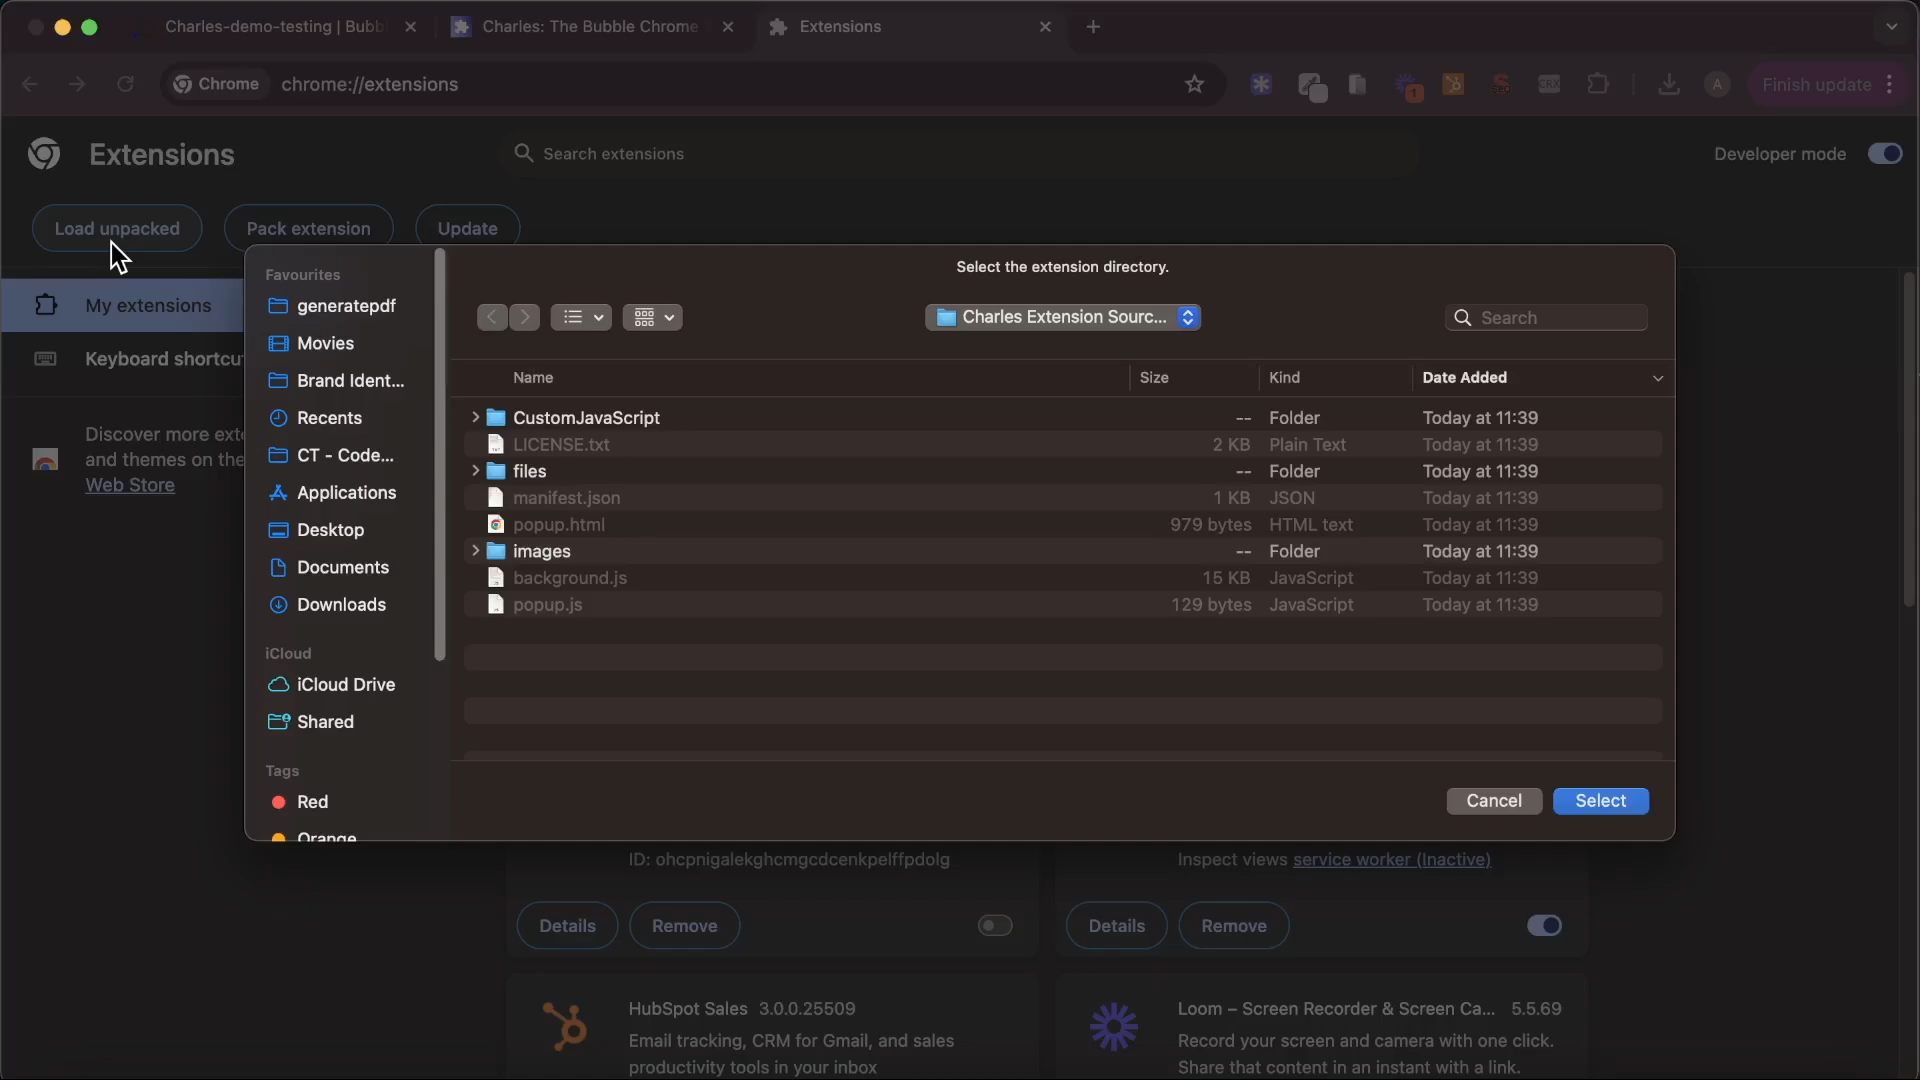 Charles-demo-testing | Bubb
Charles: The Bubble Chrome
Extensions
Chrome
chrome://extensions
1
CRX
A
Finish update
Extensions
Search extensions
Developer mode
Load unpacked
Pack extension
Update
My extensions
Keyboard shortcut
Discover more exte
and themes on the
Web Store
Favourites
generatepdf
Movies
Brand Ident...
Recents
CT - Code...
Applications
Desktop
Documents
Downloads
iCloud
iCloud Drive
Shared
Tags
Red
Orange
Select the extension directory.
Charles Extension Sourc...
Search
Name Size Kind Date Added
CustomJavaScript -- Folder Today at 11:39
LICENSE.txt 2 KB Plain Text Today at 11:39
files -- Folder Today at 11:39
manifest.json 1 KB JSON Today at 11:39
popup.html 979 bytes HTML text Today at 11:39
images -- Folder Today at 11:39
background.js 15 KB JavaScript Today at 11:39
popup.js 129 bytes JavaScript Today at 11:39
Cancel
Select
ID: ohcpnigalekghcmgcdcenkpelffpdolg
Inspect views service worker (Inactive)
Details
Remove
Details
Remove
HubSpot Sales 3.0.0.25509
Email tracking, CRM for Gmail, and sales
productivity tools in your inbox
Loom – Screen Recorder & Screen Ca... 5.5.69
Record your screen and camera with one click.
Share that content in an instant with a link.